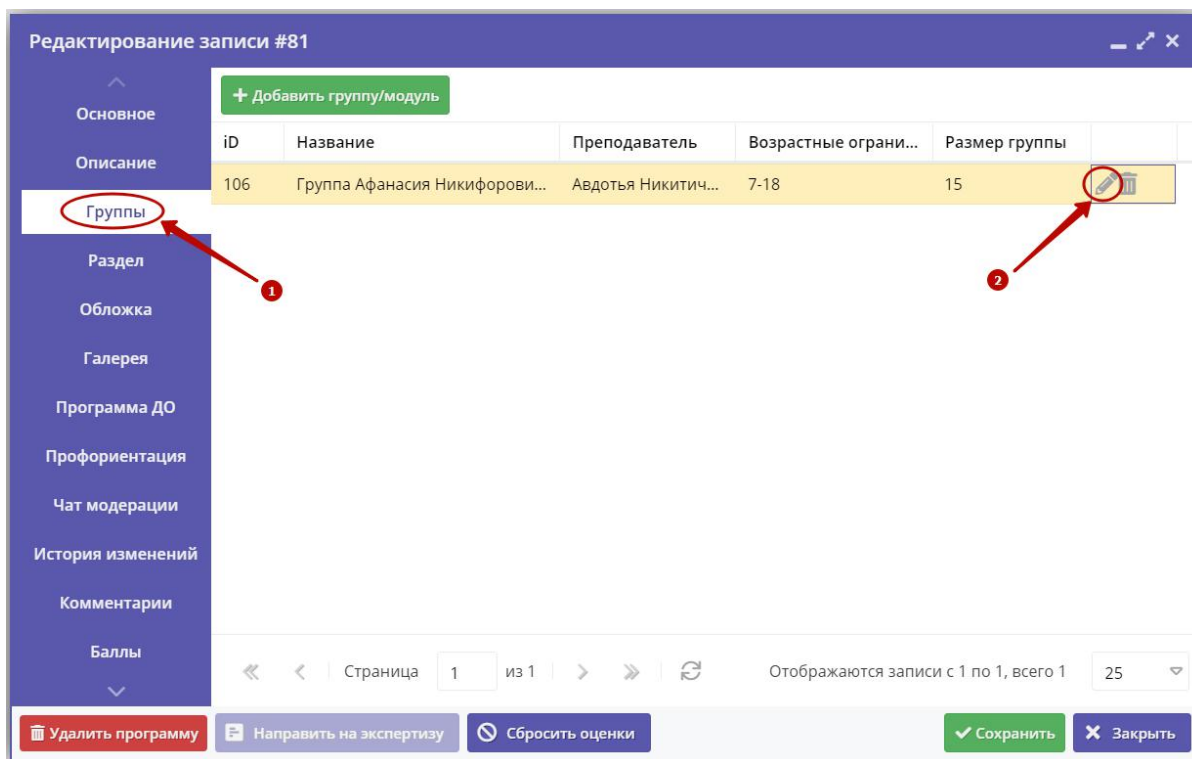 Редактирование записи #81
Основное
Описание
Группы
Раздел
Обложка
Галерея
Программа ДО
Профориентация
Чат модерации
История изменений
Комментарии
Баллы
Добавить группу/модуль
iD Название Преподаватель Возрастные ограни... Размер группы
106 Группа Афанасия Никифорови... Авдотья Никитич... 7-18 15
1
2
Страница 1 из 1 Отображаются записи с 1 по 1, всего 1 25
Удалить программу Направить на экспертизу Сбросить оценки Сохранить Закрыть